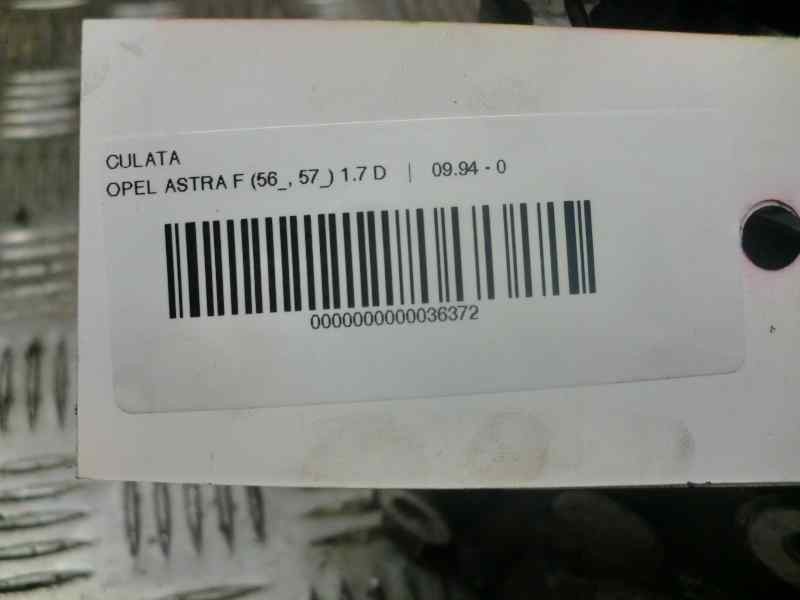 CULATA
OPEL ASTRA F (56_, 57_) 1.7 D | 09.94 - 0
0000000000036372